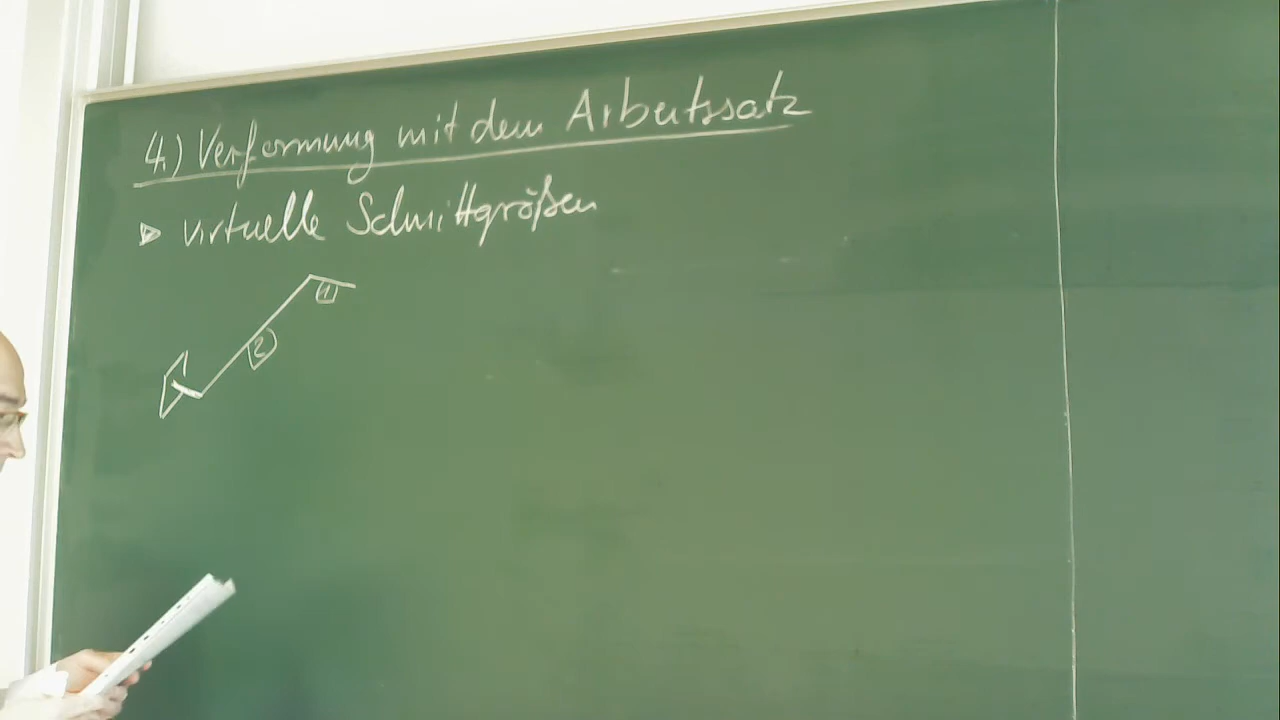 4.) Verformung mit dem Arbeitssatz
▷ virtuelle Schnittgrößen
1
2